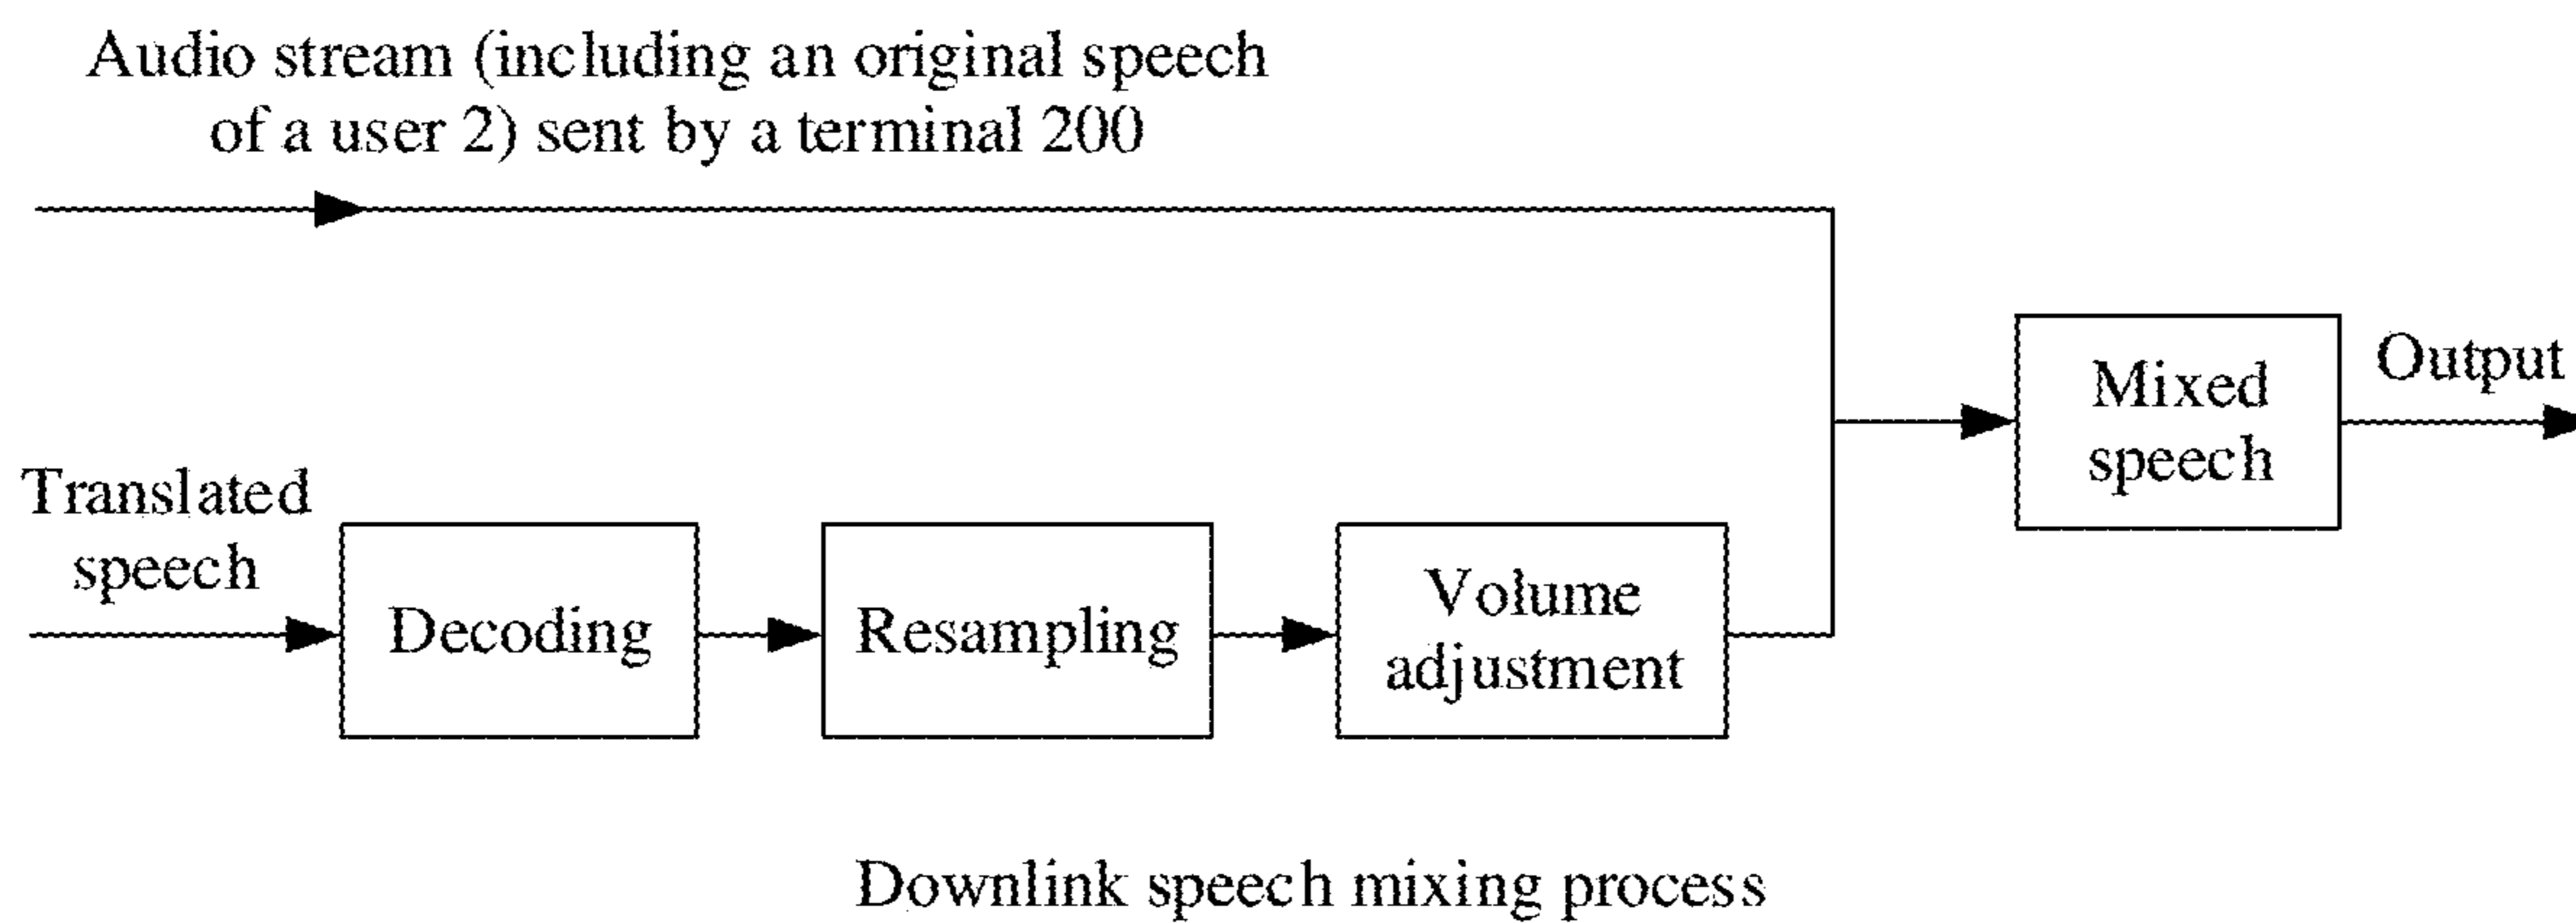 Audio stream (including an original speech
of a user 2) sent by a terminal 200
Mixed
speech
Output
Translated
speech
Decoding
Resampling
Volume
adjustment
Downlink speech mixing process